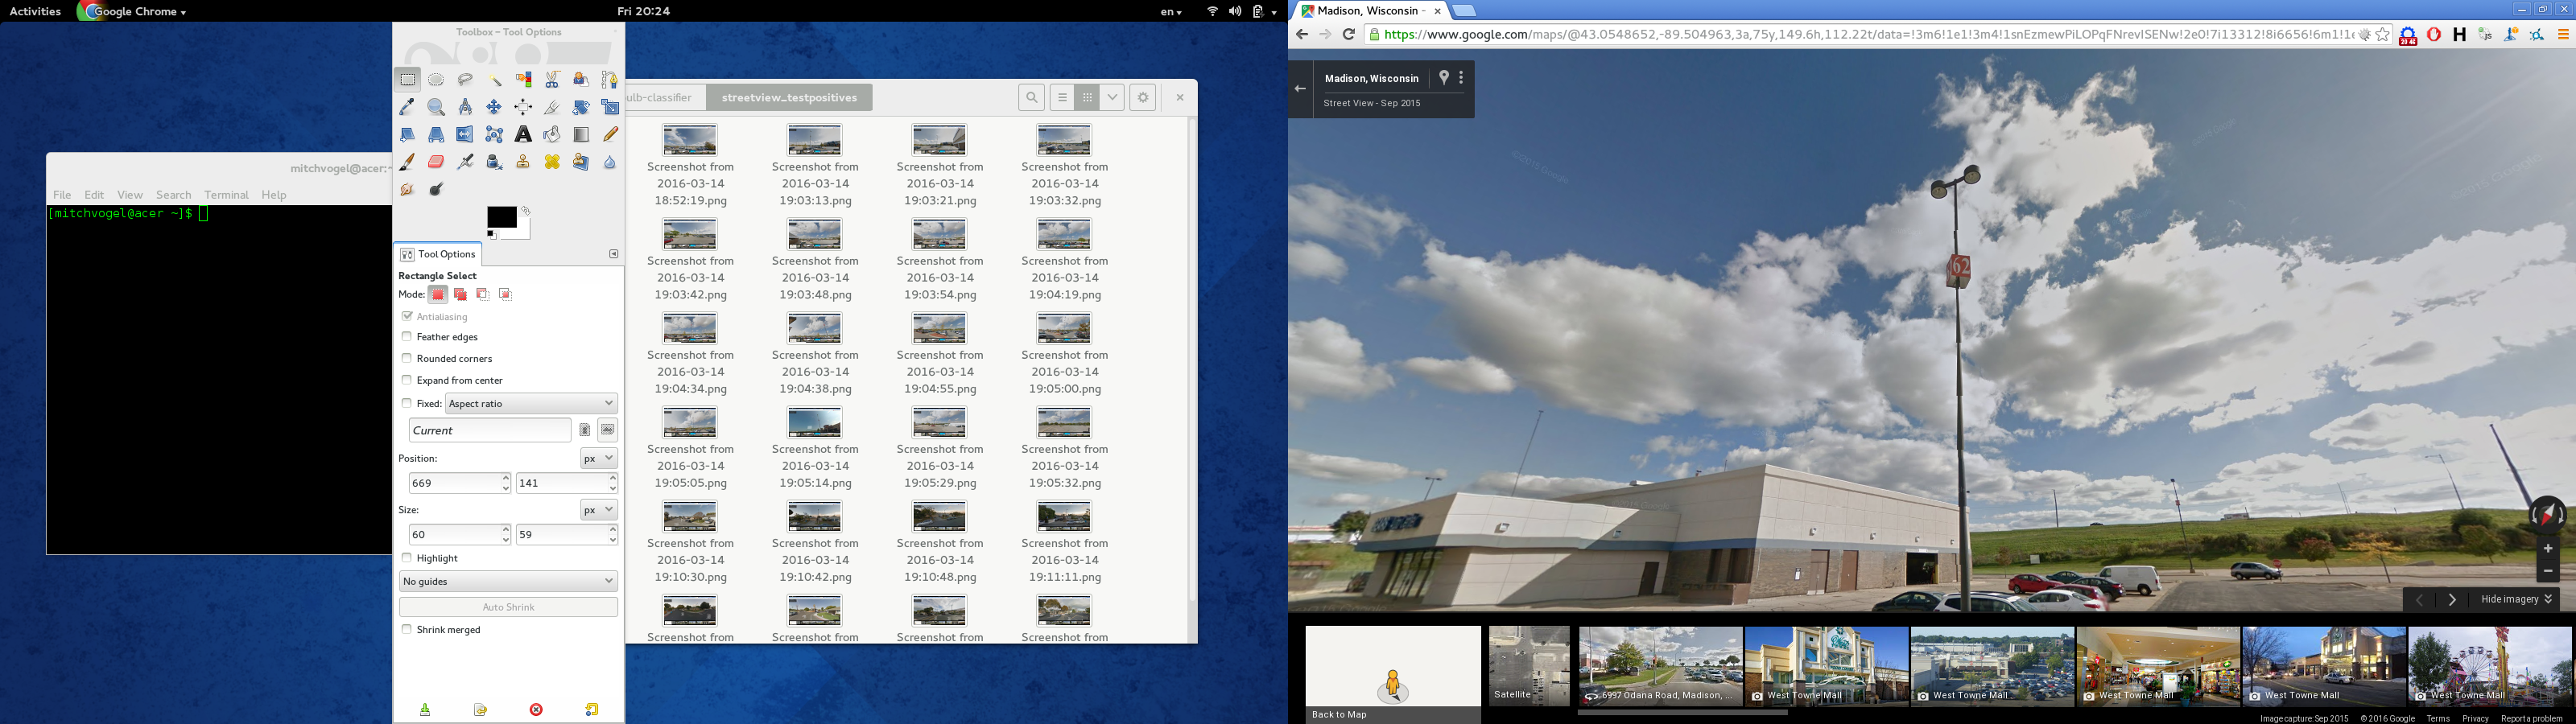 Activities
Google Chrome
Fri 20:24
en
Toolbox – Tool Options
mitchvogel@acer:~
File Edit View Search Terminal Help
[mitchvogel@acer ~]$
Tool Options
Rectangle Select
Mode:
Antialiasing
Feather edges
Rounded corners
Expand from center
Fixed: Aspect ratio
Current
Position: px
669 141
Size: px
60 59
Highlight
No guides
Auto Shrink
Shrink merged
ulb-classifier streetview_testpositives
Screenshot from 2016-03-14 18:52:19.png
Screenshot from 2016-03-14 19:03:13.png
Screenshot from 2016-03-14 19:03:21.png
Screenshot from 2016-03-14 19:03:32.png
Screenshot from 2016-03-14 19:03:42.png
Screenshot from 2016-03-14 19:03:48.png
Screenshot from 2016-03-14 19:03:54.png
Screenshot from 2016-03-14 19:04:19.png
Screenshot from 2016-03-14 19:04:34.png
Screenshot from 2016-03-14 19:04:38.png
Screenshot from 2016-03-14 19:04:55.png
Screenshot from 2016-03-14 19:05:00.png
Screenshot from 2016-03-14 19:05:05.png
Screenshot from 2016-03-14 19:05:14.png
Screenshot from 2016-03-14 19:05:29.png
Screenshot from 2016-03-14 19:05:32.png
Screenshot from 2016-03-14 19:10:30.png
Screenshot from 2016-03-14 19:10:42.png
Screenshot from 2016-03-14 19:10:48.png
Screenshot from 2016-03-14 19:11:11.png
Screenshot from
Screenshot from
Screenshot from
Screenshot from
Madison, Wisconsin -
https://www.google.com/maps/@43.0548652,-89.504963,3a,75y,149.6h,112.22t/data=!3m6!1e1!3m4!1snEzmewPiLOPqFNrevISENw!2e0!7i13312!8i6656!6m1!1e
20:46
Madison, Wisconsin
Street View - Sep 2015
62
Hide imagery
Back to Map
Satellite
6997 Odana Road, Madison, ...
West Towne Mall
West Towne Mall
West Towne Mall
West Towne Mall
West Towne Mall
Image capture: Sep 2015 © 2016 Google Terms Privacy Report a problem